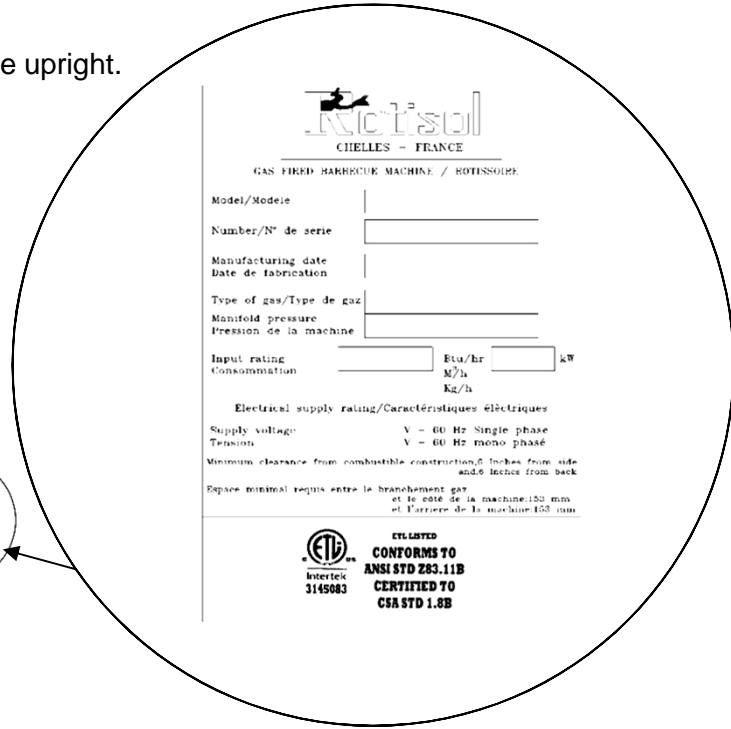 e upright.
Rotisol
CHELLES - FRANCE
GAS FIRED BARBECUE MACHINE / ROTISSOIRE
Model/Modele
Number/N° de serie
Manufacturing date
Date de fabrication
Type of gas/Type de gaz
Manifold pressure
Pression de la machine
Input rating Btu/hr kW
Consommation M³/h
Kg/h
Electrical supply rating/Caractéristiques élèctriques
Supply voltage V - 60 Hz Single phase
Tension V - 60 Hz mono phasé
Minimum clearance from combustible construction,6 Inches from side
and,6 Inches from back
Espace minimal requis entre le branchement gaz
et le côté de la machine:153 mm
et l'arriere de la machine:153 mm
ETL LISTED
CONFORMS TO
ANSI STD Z83.11B
CERTIFIED TO
CSA STD 1.8B
c ETL us
Intertek
3145083